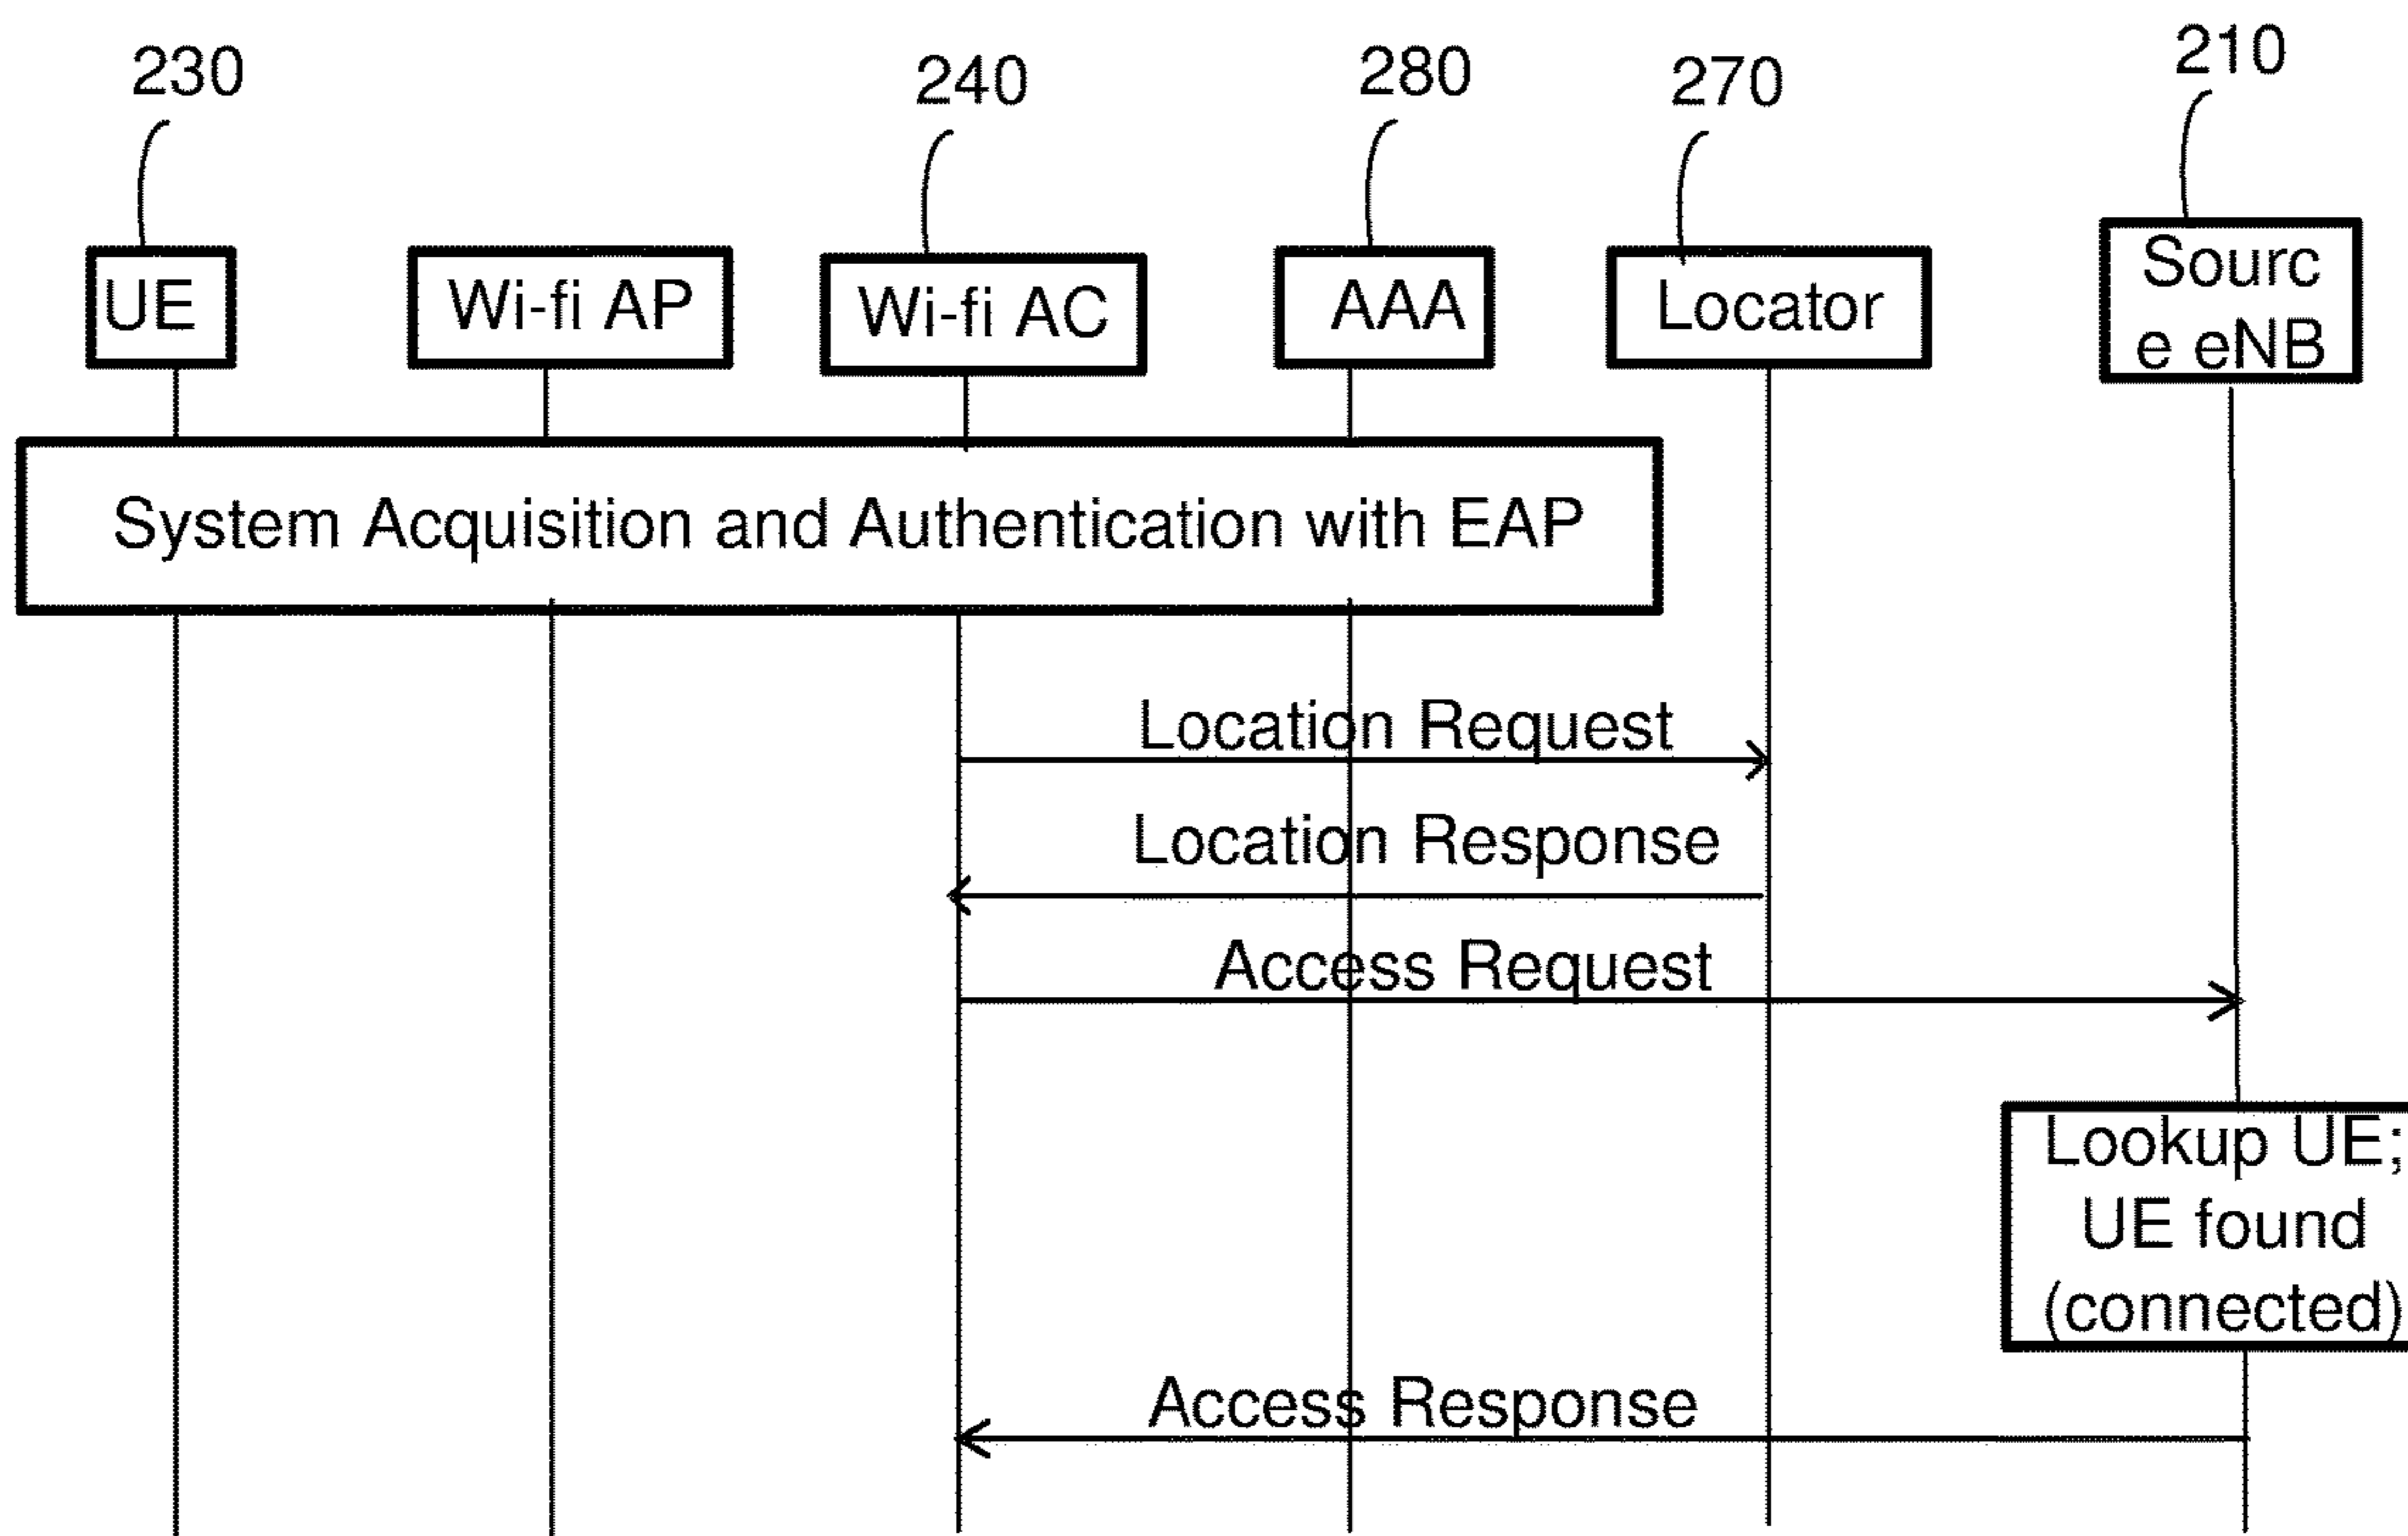 230
240
280
270
210
UE
Wi-fi AP
Wi-fi AC
AAA
Locator
Sourc
e eNB
System Acquisition and Authentication with EAP
Location Request
Location Response
Access Request
Lookup UE;
UE found
(connected)
Access Response